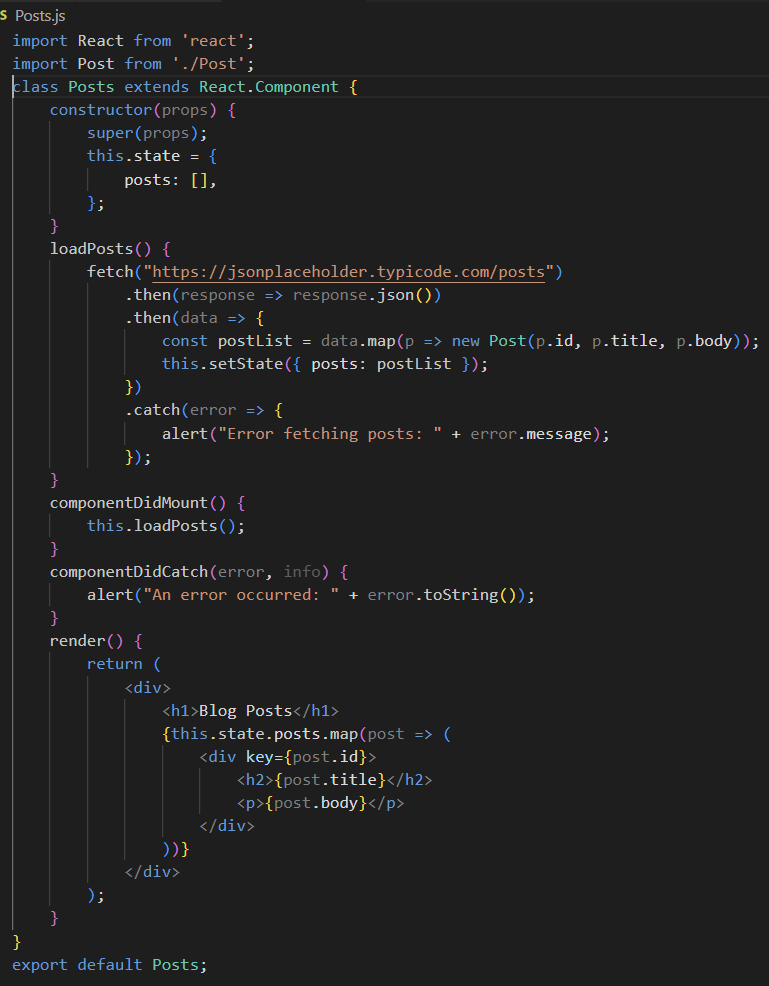 S Posts.js
import React from 'react';
import Post from './Post';
class Posts extends React.Component {
    constructor(props) {
        super(props);
        this.state = {
            posts: [],
        };
    }
    loadPosts() {
        fetch("https://jsonplaceholder.typicode.com/posts")
            .then(response => response.json())
            .then(data => {
                const postList = data.map(p => new Post(p.id, p.title, p.body));
                this.setState({ posts: postList });
            })
            .catch(error => {
                alert("Error fetching posts: " + error.message);
            });
    }
    componentDidMount() {
        this.loadPosts();
    }
    componentDidCatch(error, info) {
        alert("An error occurred: " + error.toString());
    }
    render() {
        return (
            <div>
                <h1>Blog Posts</h1>
                {this.state.posts.map(post => (
                    <div key={post.id}>
                        <h2>{post.title}</h2>
                        <p>{post.body}</p>
                    </div>
                ))}
            </div>
        );
    }
}
export default Posts;